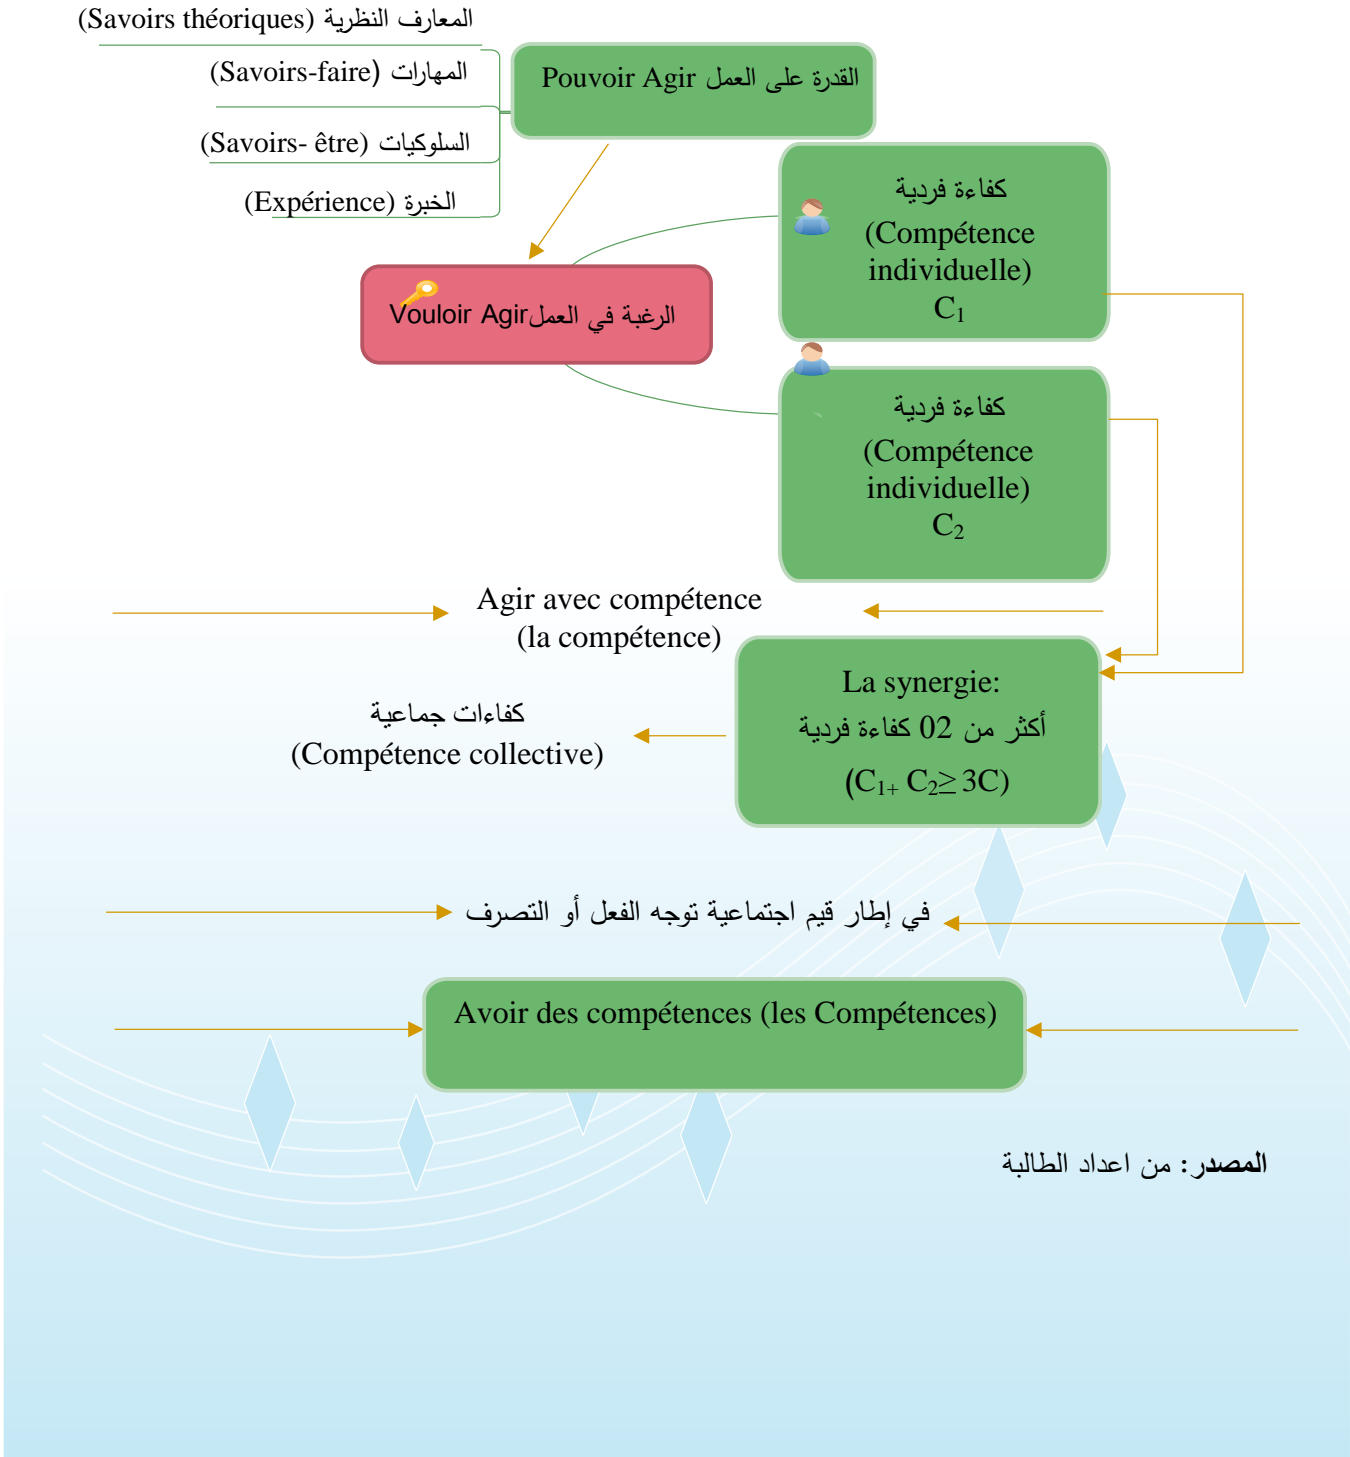 المعارف النظرية (Savoirs théoriques)
المهارات (Savoirs-faire)
السلوكيات (Savoirs- être)
الخبرة (Expérience)
القدرة على العمل Pouvoir Agir
كفاءة فردية
(Compétence
individuelle)
C₁
الرغبة في العملVouloir Agir
كفاءة فردية
(Compétence
individuelle)
C₂
Agir avec compétence
(la compétence)
La synergie:
أكثر من 02 كفاءة فردية
(C₁₊ C₂≥ 3C)
كفاءات جماعية
(Compétence collective)
في إطار قيم اجتماعية توجه الفعل أو التصرف
Avoir des compétences (les Compétences)
المصدر: من اعداد الطالبة